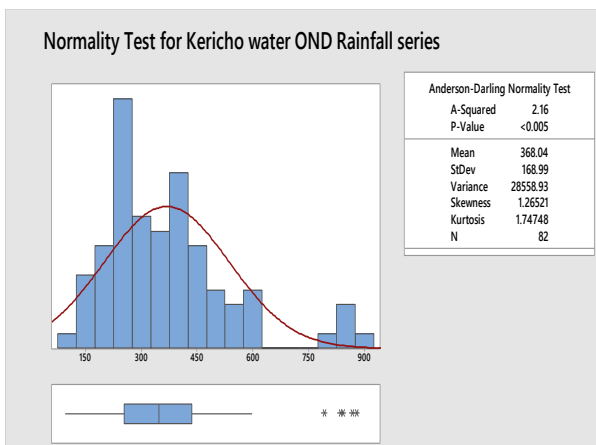 Normality Test for Kericho water OND Rainfall series
Anderson-Darling Normality Test
A-Squared 2.16
P-Value <0.005
Mean 368.04
StDev 168.99
Variance 28558.93
Skewness 1.26521
Kurtosis 1.74748
N 82
150 300 450 600 750 900